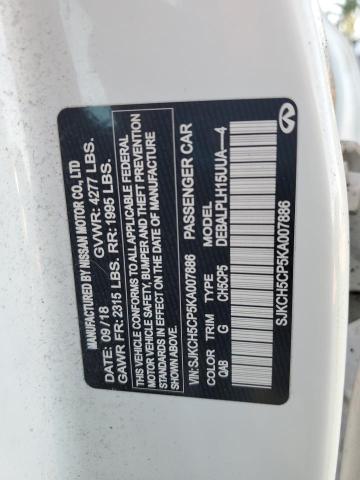 MANUFACTURED BY NISSAN MOTOR CO., LTD
DATE: 09/18 GVWR: 4277 LBS.
GAWR FR: 2315 LBS. RR: 1995 LBS.
THIS VEHICLE CONFORMS TO ALL APPLICABLE FEDERAL
MOTOR VEHICLE SAFETY, BUMPER AND THEFT PREVENTION
STANDARDS IN EFFECT ON THE DATE OF MANUFACTURE
SHOWN ABOVE.
VIN:SJKCH5CP5KA007886 PASSENGER CAR
COLOR TRIM TYPE MODEL
QAB G CH5CP5 DEBALPLH15UUA—4
SJKCH5CP5KA007886